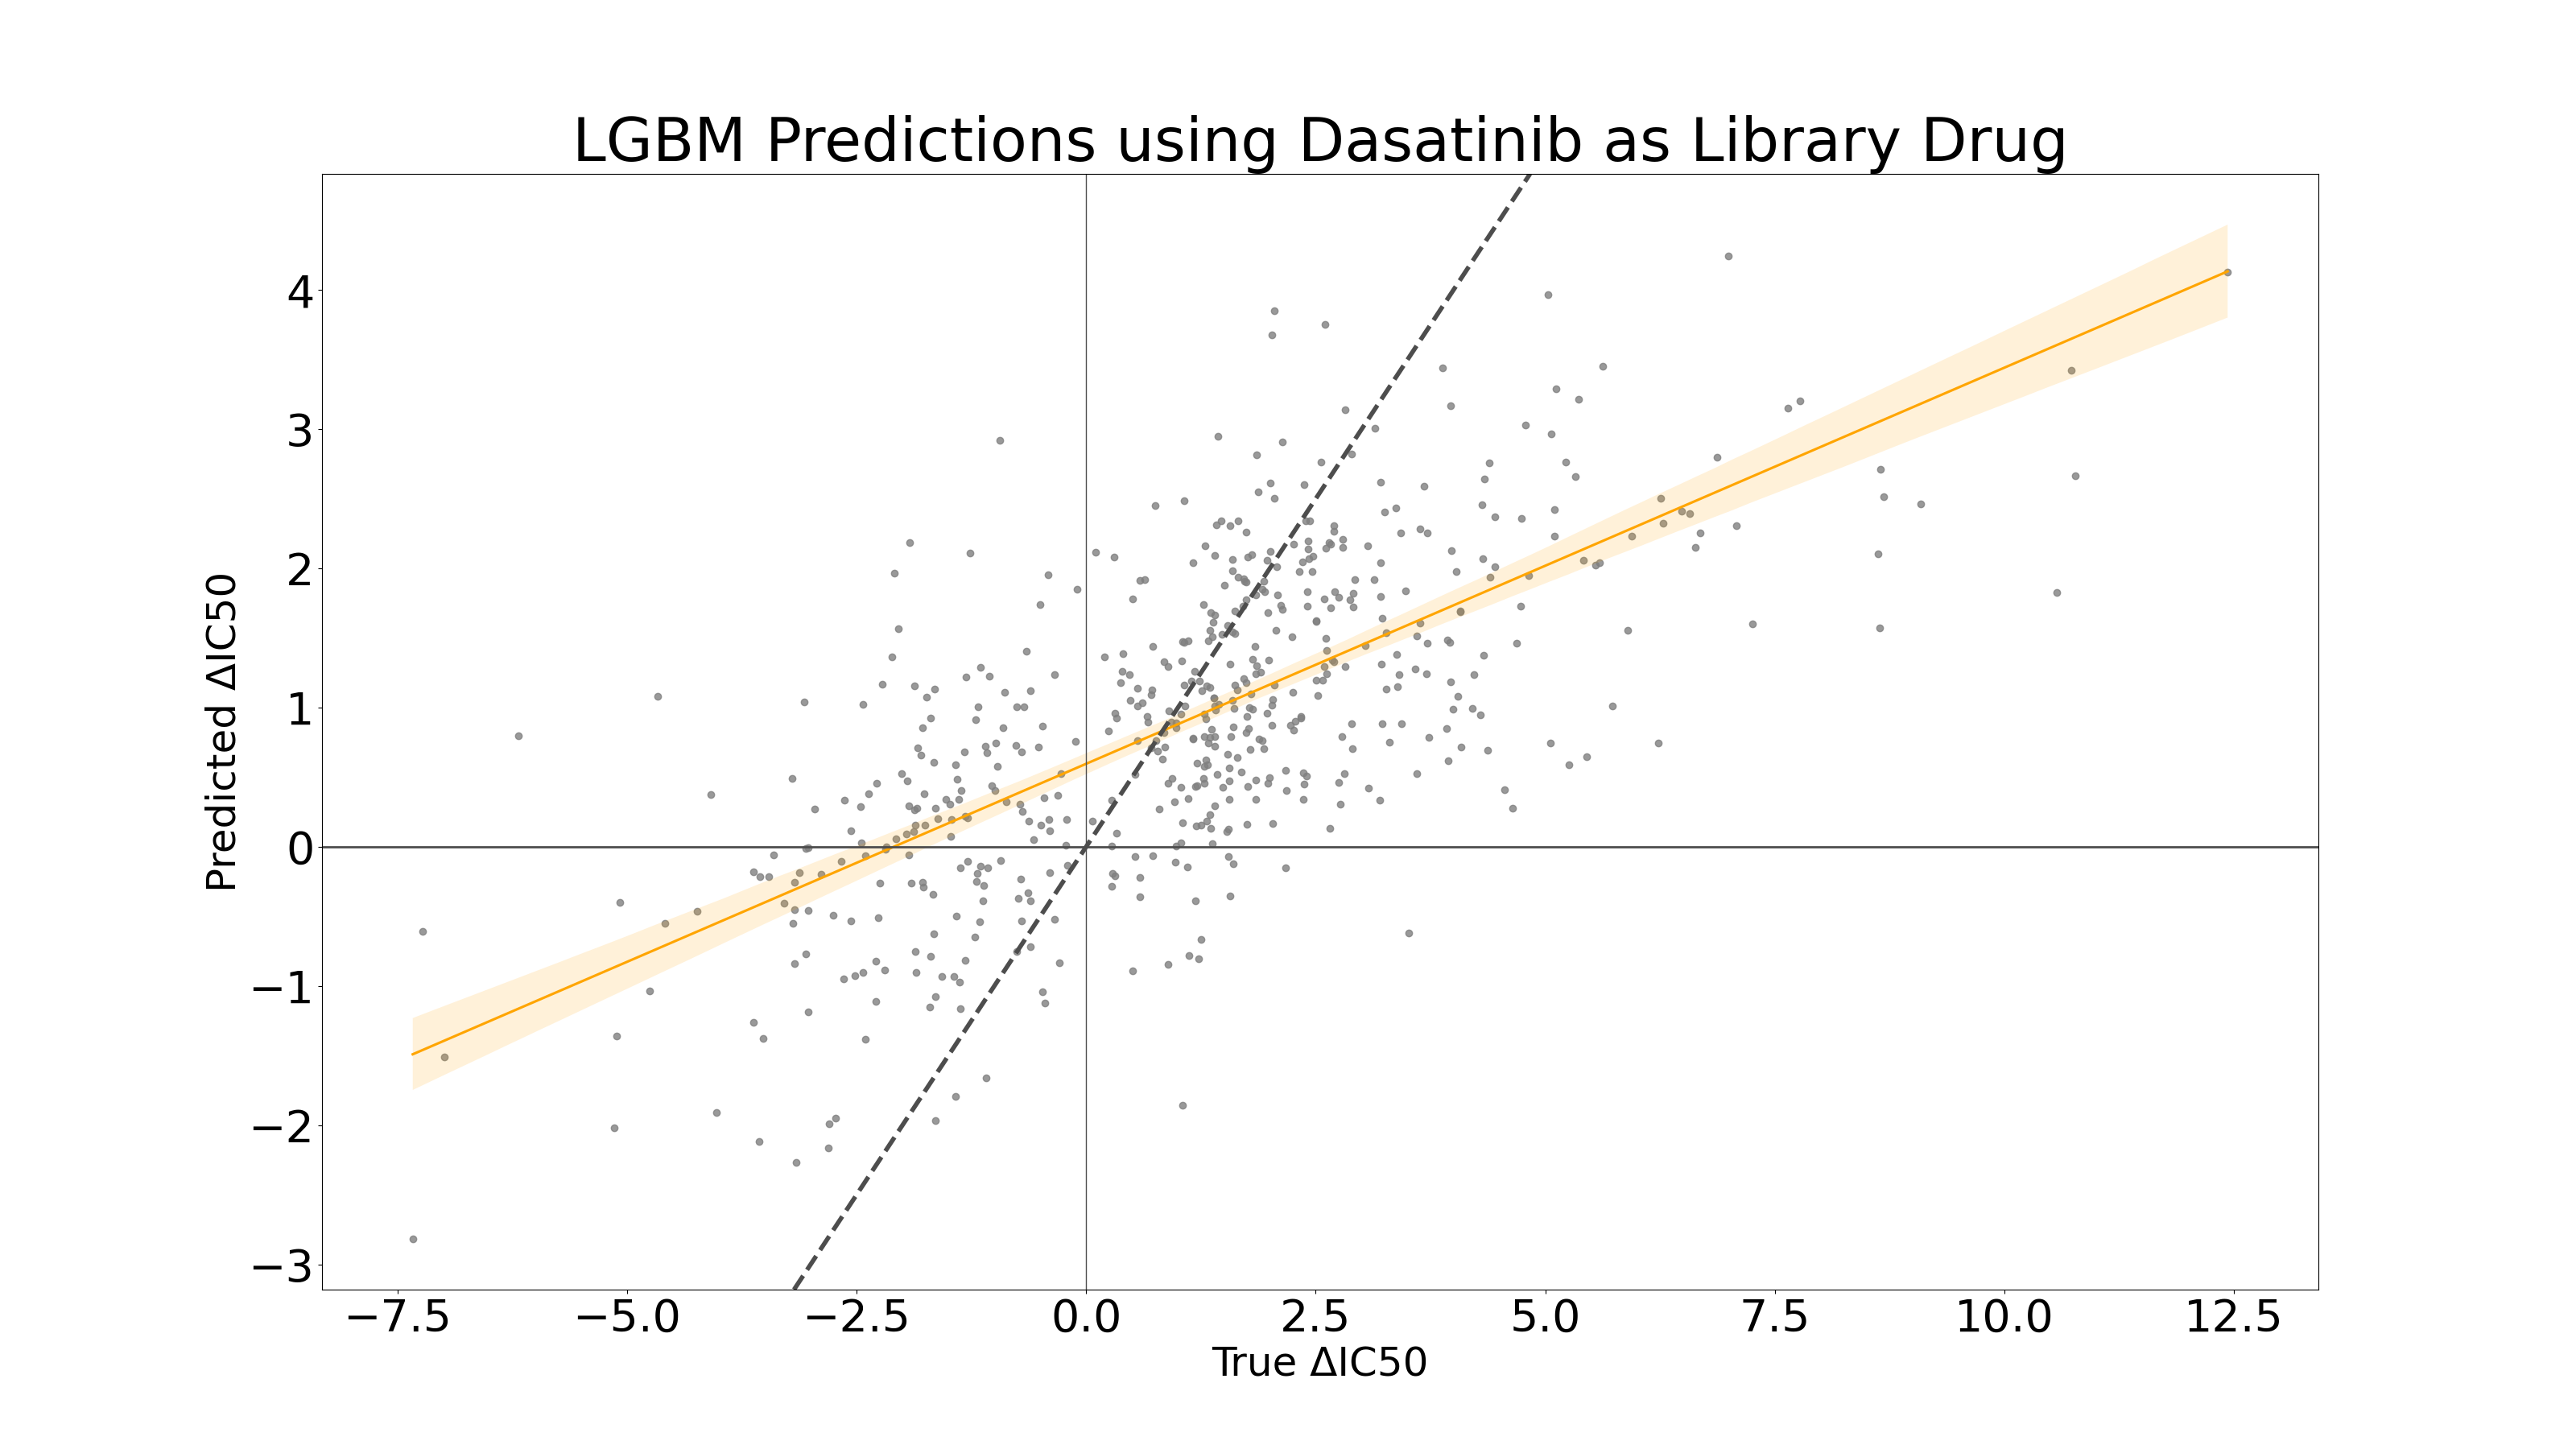 LGBM Predictions using Dasatinib as Library Drug
4
3
2
1
0
−1
−2
−3
Predicted ΔIC50
−7.5 −5.0 −2.5 0.0 2.5 5.0 7.5 10.0 12.5
True ΔIC50